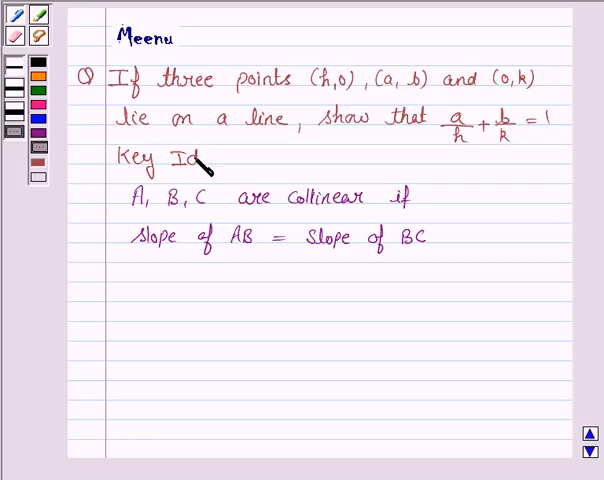 Meenu
Q If three points (h,0), (a, b) and (0,k)
lie on a line, show that a/h + b/k = 1
Key Id
A, B, C are collinear if
slope of AB = Slope of BC